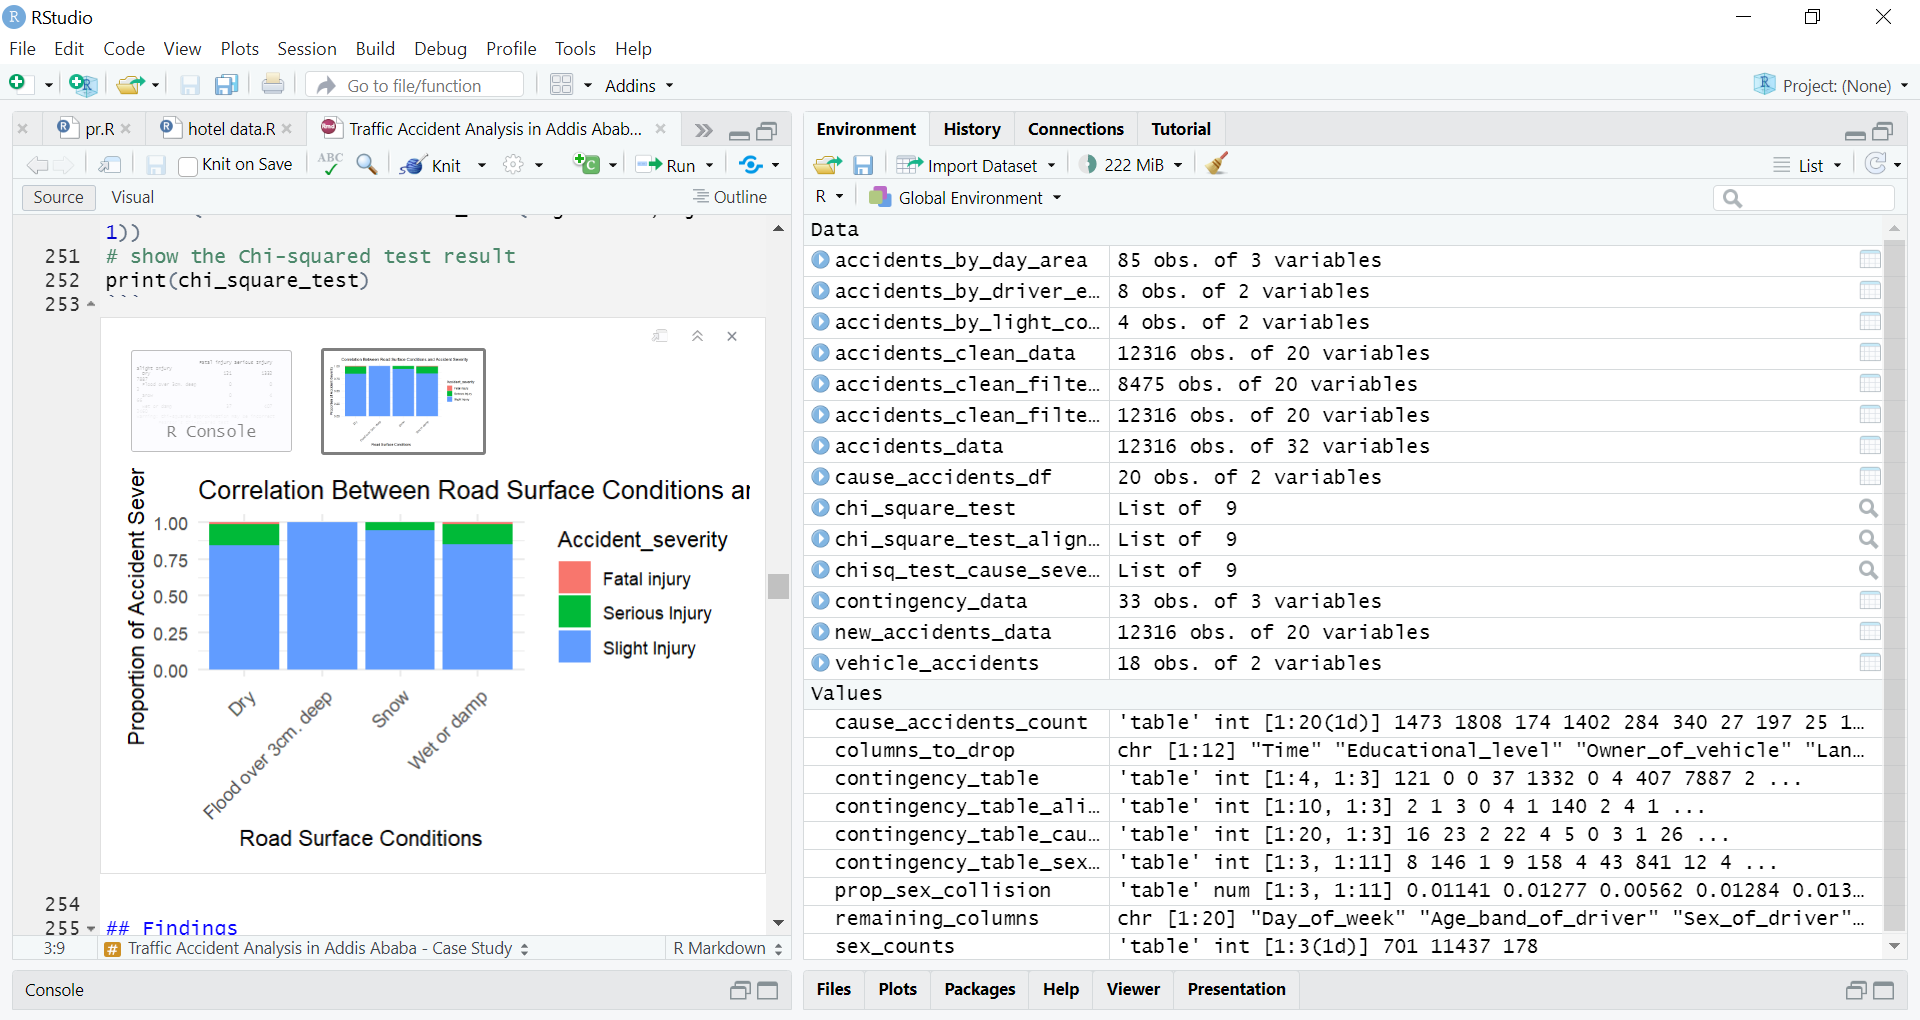 RStudio
File Edit Code View Plots Session Build Debug Profile Tools Help
Go to file/function Addins Project: (None)
pr.R hotel data.R Traffic Accident Analysis in Addis Abab...
Knit on Save Knit Run
Source Visual Outline
1))
251 # show the Chi-squared test result
252 print(chi_square_test)
253 ```
R Console
Correlation Between Road Surface Conditions and Accident Severity
Accident_severity
Road Surface Conditions
Correlation Between Road Surface Conditions ar
Proportion of Accident Sever
1.00
0.75
0.50
0.25
0.00
Dry
Flood over 3cm. deep
Snow
Wet or damp
Road Surface Conditions
Accident_severity
Fatal injury
Serious Injury
Slight Injury
254
255 ## Findings
3:9 # Traffic Accident Analysis in Addis Ababa - Case Study R Markdown
Console
Environment History Connections Tutorial
Import Dataset 222 MiB List
R Global Environment
Data
accidents_by_day_area 85 obs. of 3 variables
accidents_by_driver_e… 8 obs. of 2 variables
accidents_by_light_co… 4 obs. of 2 variables
accidents_clean_data 12316 obs. of 20 variables
accidents_clean_filte… 8475 obs. of 20 variables
accidents_clean_filte… 12316 obs. of 20 variables
accidents_data 12316 obs. of 32 variables
cause_accidents_df 20 obs. of 2 variables
chi_square_test List of 9
chi_square_test_align… List of 9
chisq_test_cause_seve… List of 9
contingency_data 33 obs. of 3 variables
new_accidents_data 12316 obs. of 20 variables
vehicle_accidents 18 obs. of 2 variables
Values
cause_accidents_count 'table' int [1:20(1d)] 1473 1808 174 1402 284 340 27 197 25 1…
columns_to_drop chr [1:12] "Time" "Educational_level" "Owner_of_vehicle" "Lan…
contingency_table 'table' int [1:4, 1:3] 121 0 0 37 1332 0 4 407 7887 2 ...
contingency_table_ali… 'table' int [1:10, 1:3] 2 1 3 0 4 1 140 2 4 1 ...
contingency_table_cau… 'table' int [1:20, 1:3] 16 23 2 22 4 5 0 3 1 26 ...
contingency_table_sex… 'table' int [1:3, 1:11] 8 146 1 9 158 4 43 841 12 4 ...
prop_sex_collision 'table' num [1:3, 1:11] 0.01141 0.01277 0.00562 0.01284 0.013…
remaining_columns chr [1:20] "Day_of_week" "Age_band_of_driver" "Sex_of_driver"…
sex_counts 'table' int [1:3(1d)] 701 11437 178
Files Plots Packages Help Viewer Presentation